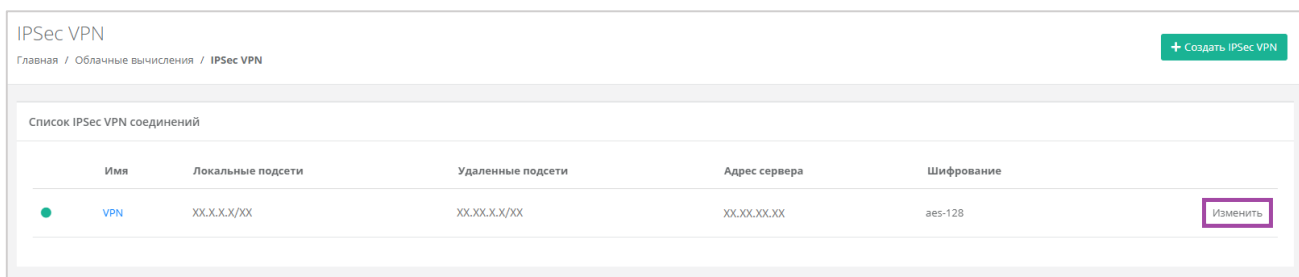 IPSec VPN
+ Создать IPSec VPN
Главная / Облачные вычисления / IPSec VPN
Список IPSec VPN соединений
Имя Локальные подсети Удаленные подсети Адрес сервера Шифрование
VPN XX.X.X.X/XX XX.XX.X.X/XX XX.XX.XX.XX aes-128 Изменить